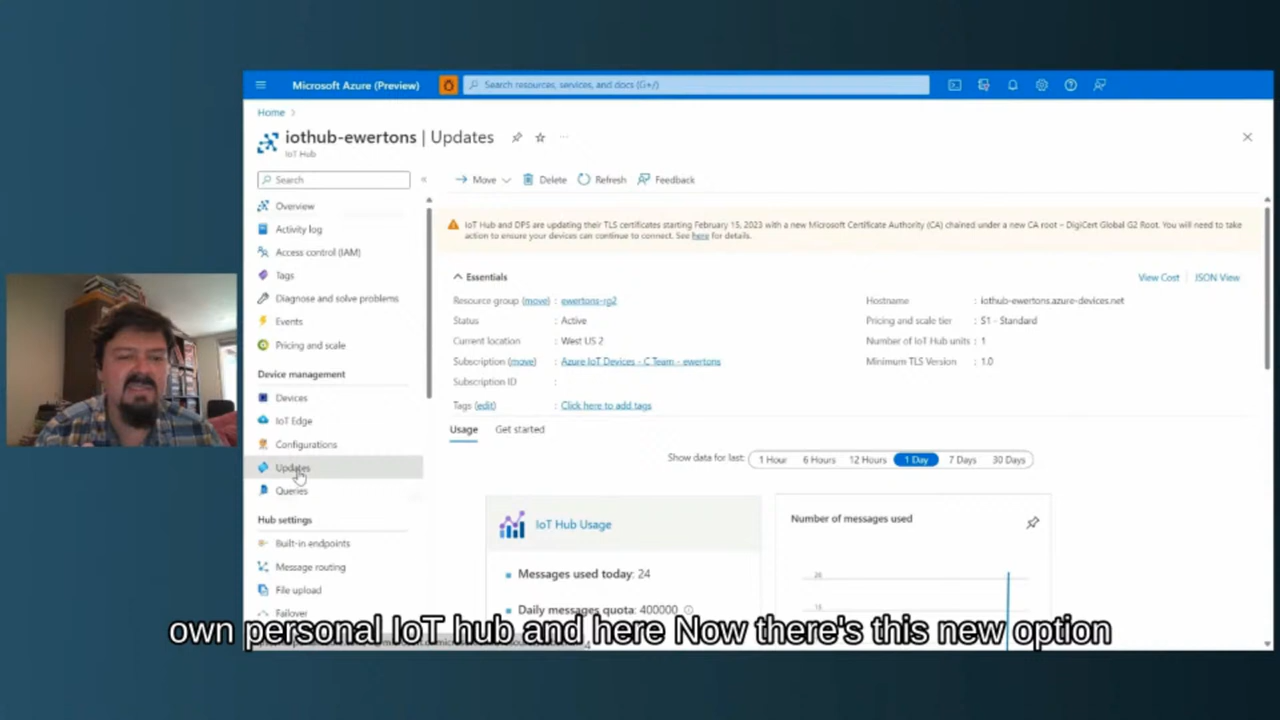 Microsoft Azure (Preview)
Search resources, services, and docs (G+/)
Home
iothub-ewertons | Updates
IoT Hub
Search
Move
Delete
Refresh
Feedback
Overview
Activity log
Access control (IAM)
Tags
Diagnose and solve problems
Events
Pricing and scale
Device management
Devices
IoT Edge
Configurations
Updates
Queries
Hub settings
Built-in endpoints
Message routing
File upload
Failover
IoT Hub and DPS are updating their TLS certificates starting February 15, 2023 with a new Microsoft Certificate Authority (CA) chained under a new CA root – DigiCert Global G2 Root. You will need to
take action to ensure your devices can continue to connect. See here for details.
Essentials
View Cost
JSON View
Resource group (move) : ewertons-rg2
Status : Active
Current location : West US 2
Subscription (move) : Azure IoT Devices - C Team - ewertons
Subscription ID :
Tags (edit) : Click here to add tags
Hostname : iothub-ewertons.azure-devices.net
Pricing and scale tier : S1 - Standard
Number of IoT Hub units : 1
Minimum TLS Version : 1.0
Usage
Get started
Show data for last: 1 Hour 6 Hours 12 Hours 1 Day 7 Days 30 Days
IoT Hub Usage
Messages used today: 24
Daily messages quota: 400000
Number of messages used
20
15
own personal IoT hub and here Now there's this new option